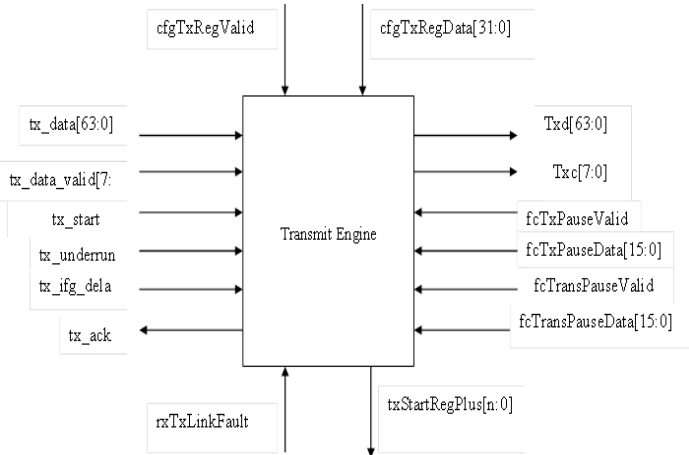 cfgTxRegValid
cfgTxRegData[31:0]
tx_data[63:0]
Txd[63:0]
tx_data_valid[7:
Txc[7:0]
tx_start
fcTxPauseValid
Transmit Engine
tx_underrun
fcTxPauseData[15:0]
tx_ifg_dela
fcTransPauseValid
tx_ack
fcTransPauseData[15:0]
rxTxLinkFault
txStartRegPlus[n:0]